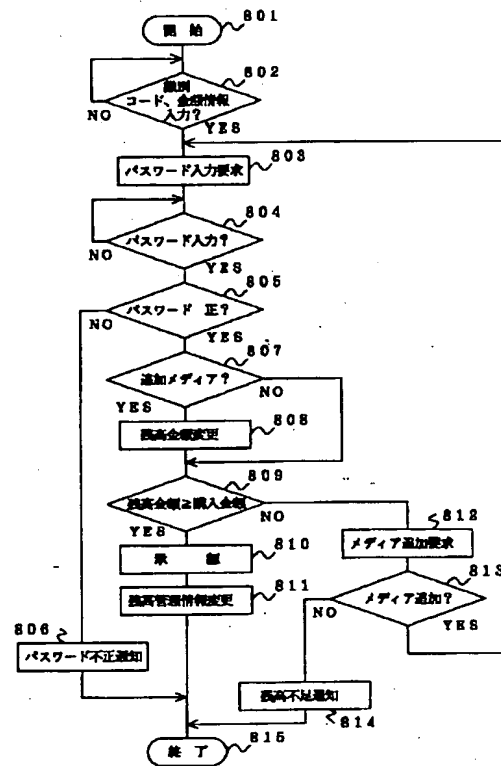 801
開 始
802
識別
コード、金額情報
入力？
NO
YES
803
パスワード入力要求
804
パスワード入力？
NO
YES
805
パスワード 正？
NO
YES
807
追加メディア？
NO
YES
808
残高金額変更
809
残高金額≧購入金額
NO
YES
812
メディア追加要求
810
承 認
813
メディア追加？
NO
YES
811
残高管理情報変更
806
パスワード不正通知
残高不足通知
814
終 了
815